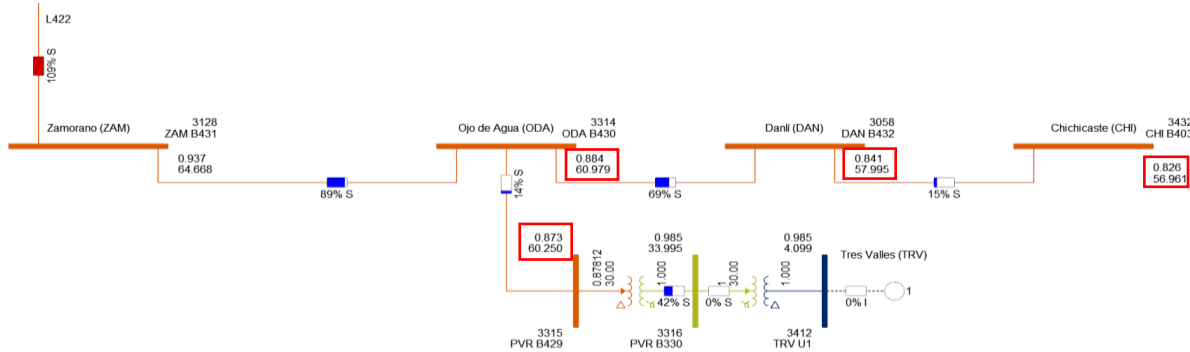 L422
109% S
Zamorano (ZAM)
3128
ZAM B431
0.937
64.668
89% S
Ojo de Agua (ODA)
3314
ODA B430
0.884
60.979
14% S
69% S
Danlí (DAN)
3058
DAN B432
0.841
57.995
15% S
Chichicaste (CHI)
3432
CHI B403
0.826
56.961
0.873
60.250
3315
PVR B429
0.87812
30.00
1.000
42% S
0.985
33.995
3316
PVR B330
0% S
1
30.00
1.000
0.985
4.099
3412
TRV U1
Tres Valles (TRV)
0% I
1